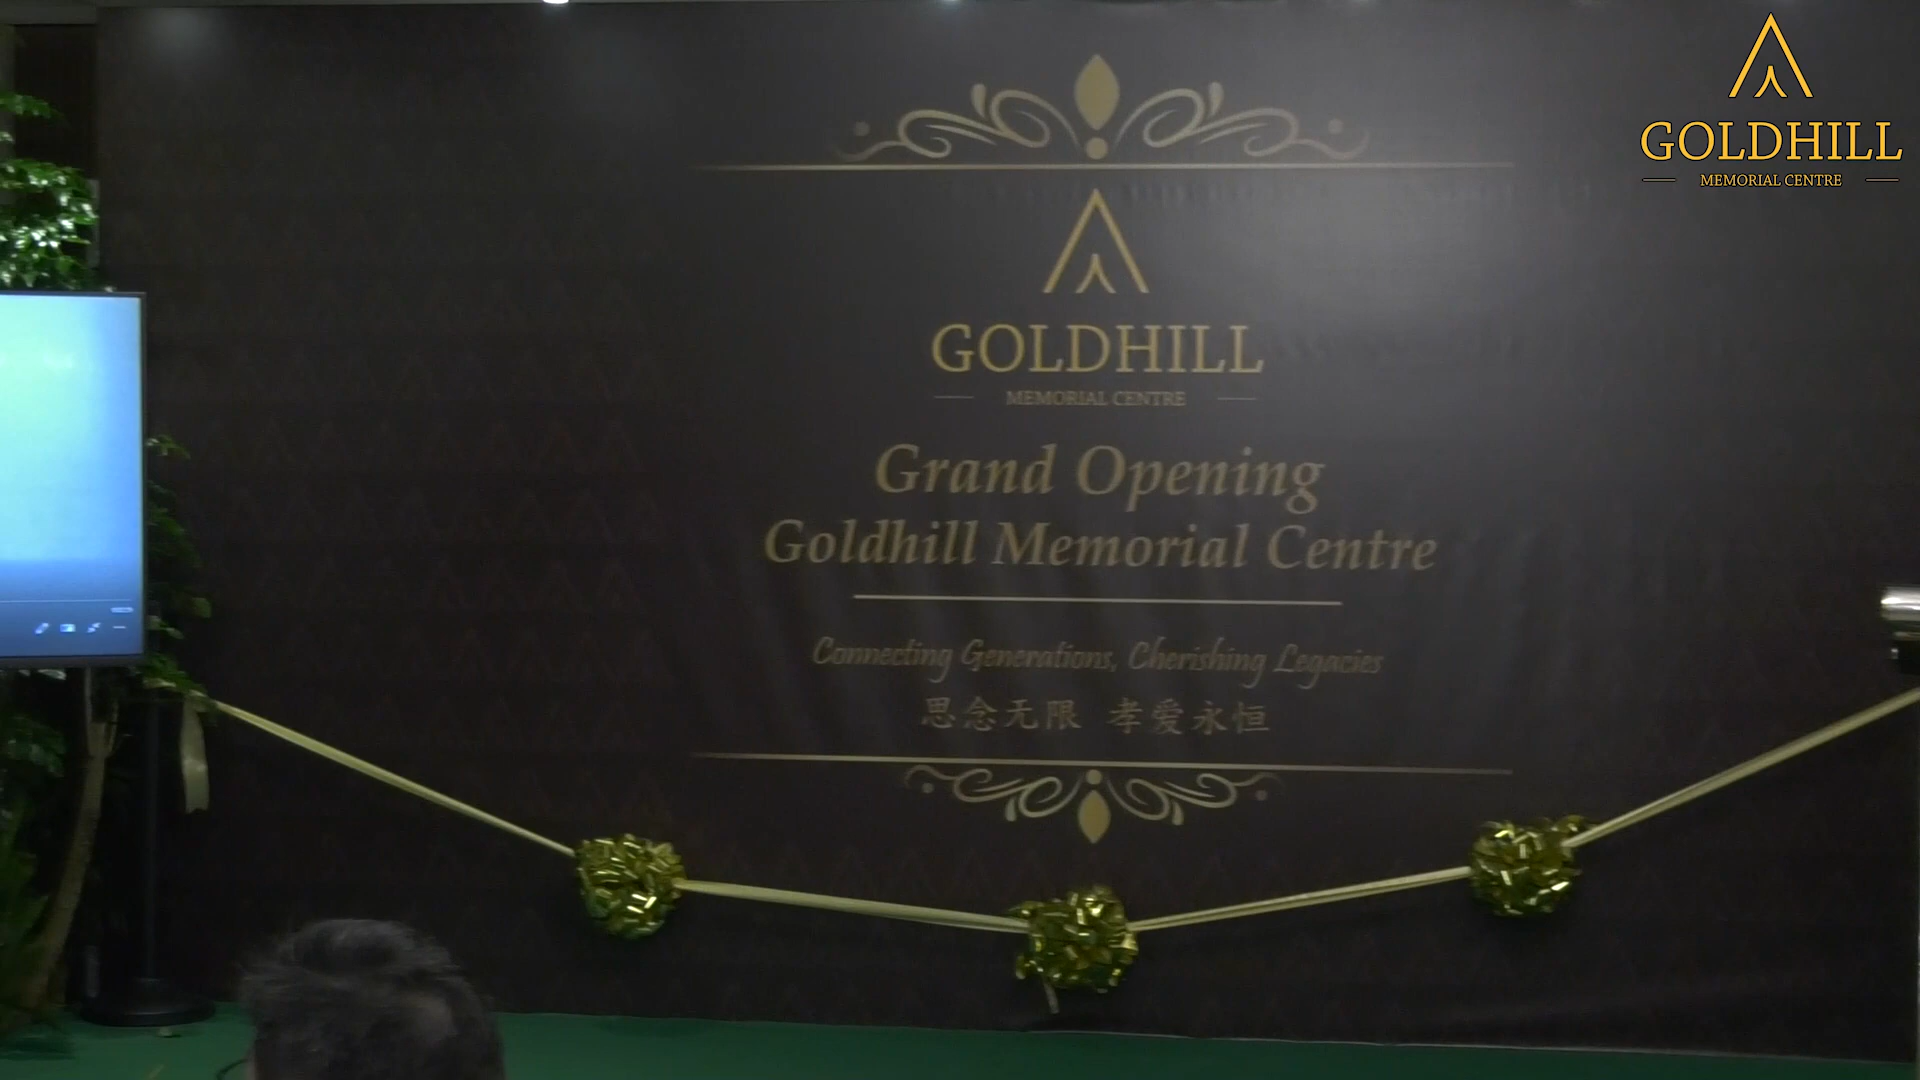 GOLDHILL
MEMORIAL CENTRE
GOLDHILL
MEMORIAL CENTRE
Grand Opening
Goldhill Memorial Centre
Connecting Generations, Cherishing Legacies
思念无限 孝爱永恒